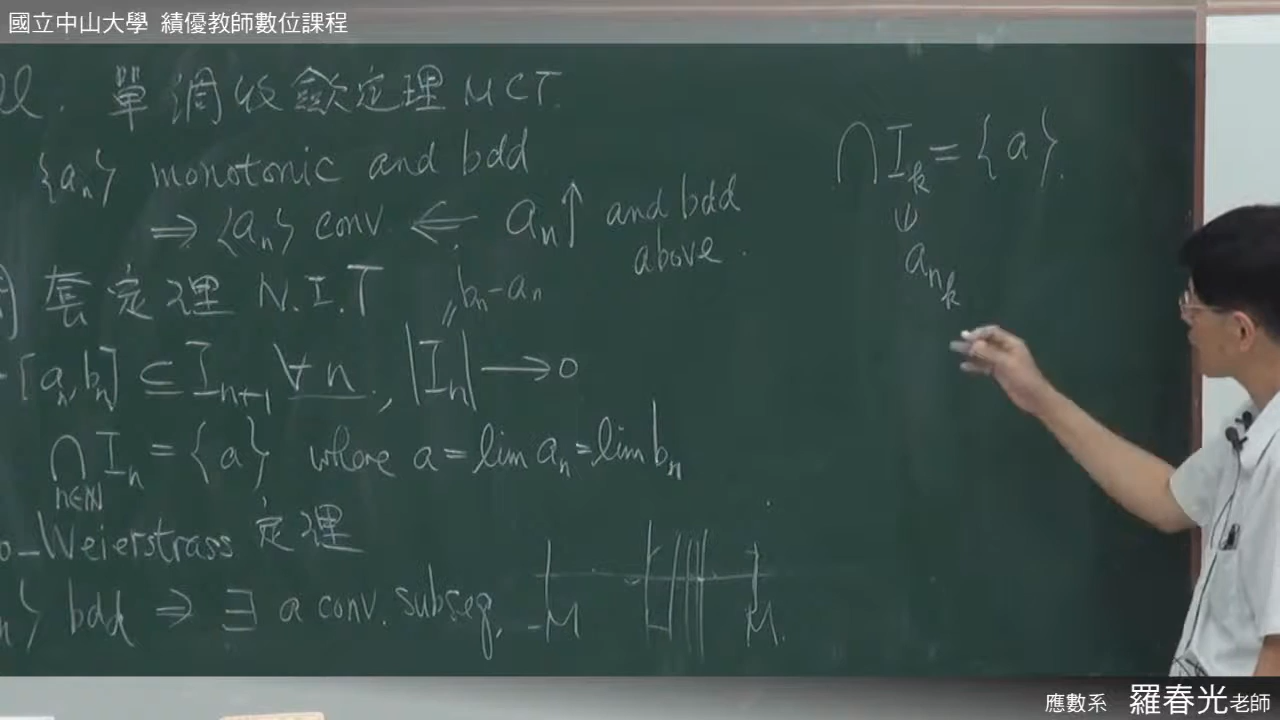 國立中山大學 績優教師數位課程
單調收斂定理 MCT.
{aₙ} monotonic and bdd
⇒ {aₙ} conv ⇐ aₙ↑ and bdd above.
套定理 N.I.T
bₙ-aₙ
[aₙ,bₙ] ⊆ Iₙ₊₁ ∀n, |Iₙ| → 0
∩ Iₙ = {a} where a = lim aₙ = lim bₙ
n∈ℕ
o-Weierstrass 定理
n} bdd ⇒ ∃ a conv. subseq.
-M M.
∩ Iₖ = {a}.
aₙₖ
應數系 羅春光老師